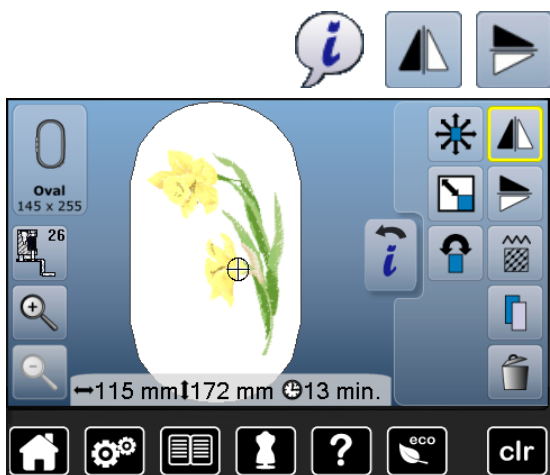 i
Oval
145 x 255
26
i
115 mm 172 mm 13 min.
? eco clr